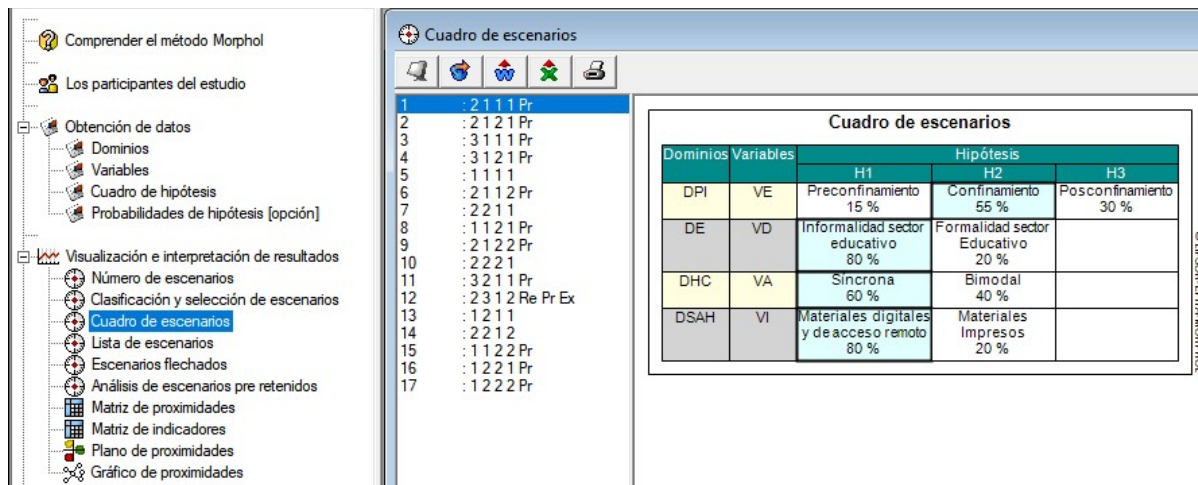 Comprender el método Morphol
Los participantes del estudio
Obtención de datos
Dominios
Variables
Cuadro de hipótesis
Probabilidades de hipótesis [opción]
Visualización e interpretación de resultados
Número de escenarios
Clasificación y selección de escenarios
Cuadro de escenarios
Lista de escenarios
Escenarios flechados
Análisis de escenarios pre retenidos
Matriz de proximidades
Matriz de indicadores
Plano de proximidades
Gráfico de proximidades
Cuadro de escenarios
1 : 2 1 1 1 Pr
2 : 2 1 2 1 Pr
3 : 3 1 1 1 Pr
4 : 3 1 2 1 Pr
5 : 1 1 1 1
6 : 2 1 1 2 Pr
7 : 2 2 1 1
8 : 1 1 2 1 Pr
9 : 2 1 2 2 Pr
10 : 2 2 2 1
11 : 3 2 1 1 Pr
12 : 2 3 1 2 Re Pr Ex
13 : 1 2 1 1
14 : 2 2 1 2
15 : 1 1 2 2 Pr
16 : 1 2 2 1 Pr
17 : 1 2 2 2 Pr
Cuadro de escenarios
Dominios Variables Hipótesis
H1 H2 H3
DPI VE Preconfinamiento Confinamiento Posconfinamiento
15 % 55 % 30 %
DE VD Informalidad sector Formalidad sector
educativo Educativo
80 % 20 %
DHC VA Síncrona Bimodal
60 % 40 %
DSAH VI Materiales digitales Materiales
y de acceso remoto Impresos
80 % 20 %